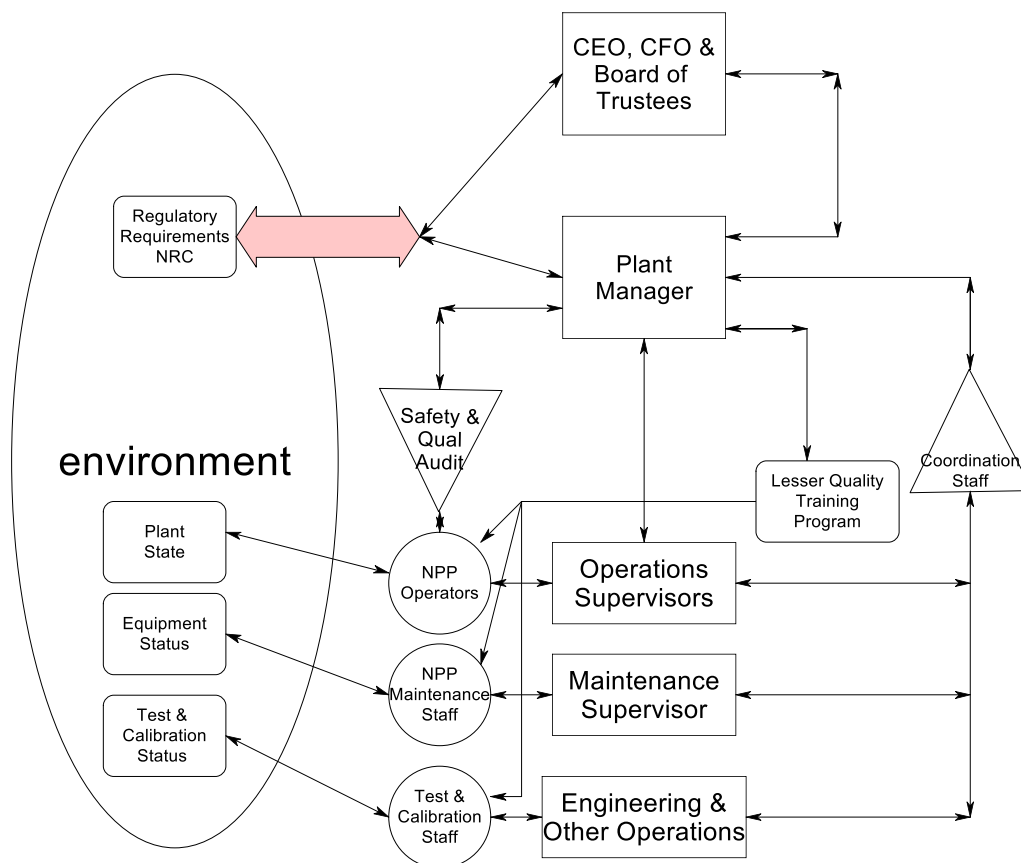 CEO, CFO &
Board of
Trustees
Regulatory
Requirements
NRC
Plant
Manager
Safety &
Qual
Audit
environment
Coordination
Staff
Lesser Quality
Training
Program
Plant
State
NPP
Operators
Operations
Supervisors
Equipment
Status
NPP
Maintenance
Staff
Maintenance
Supervisor
Test &
Calibration
Status
Test &
Calibration
Staff
Engineering &
Other Operations